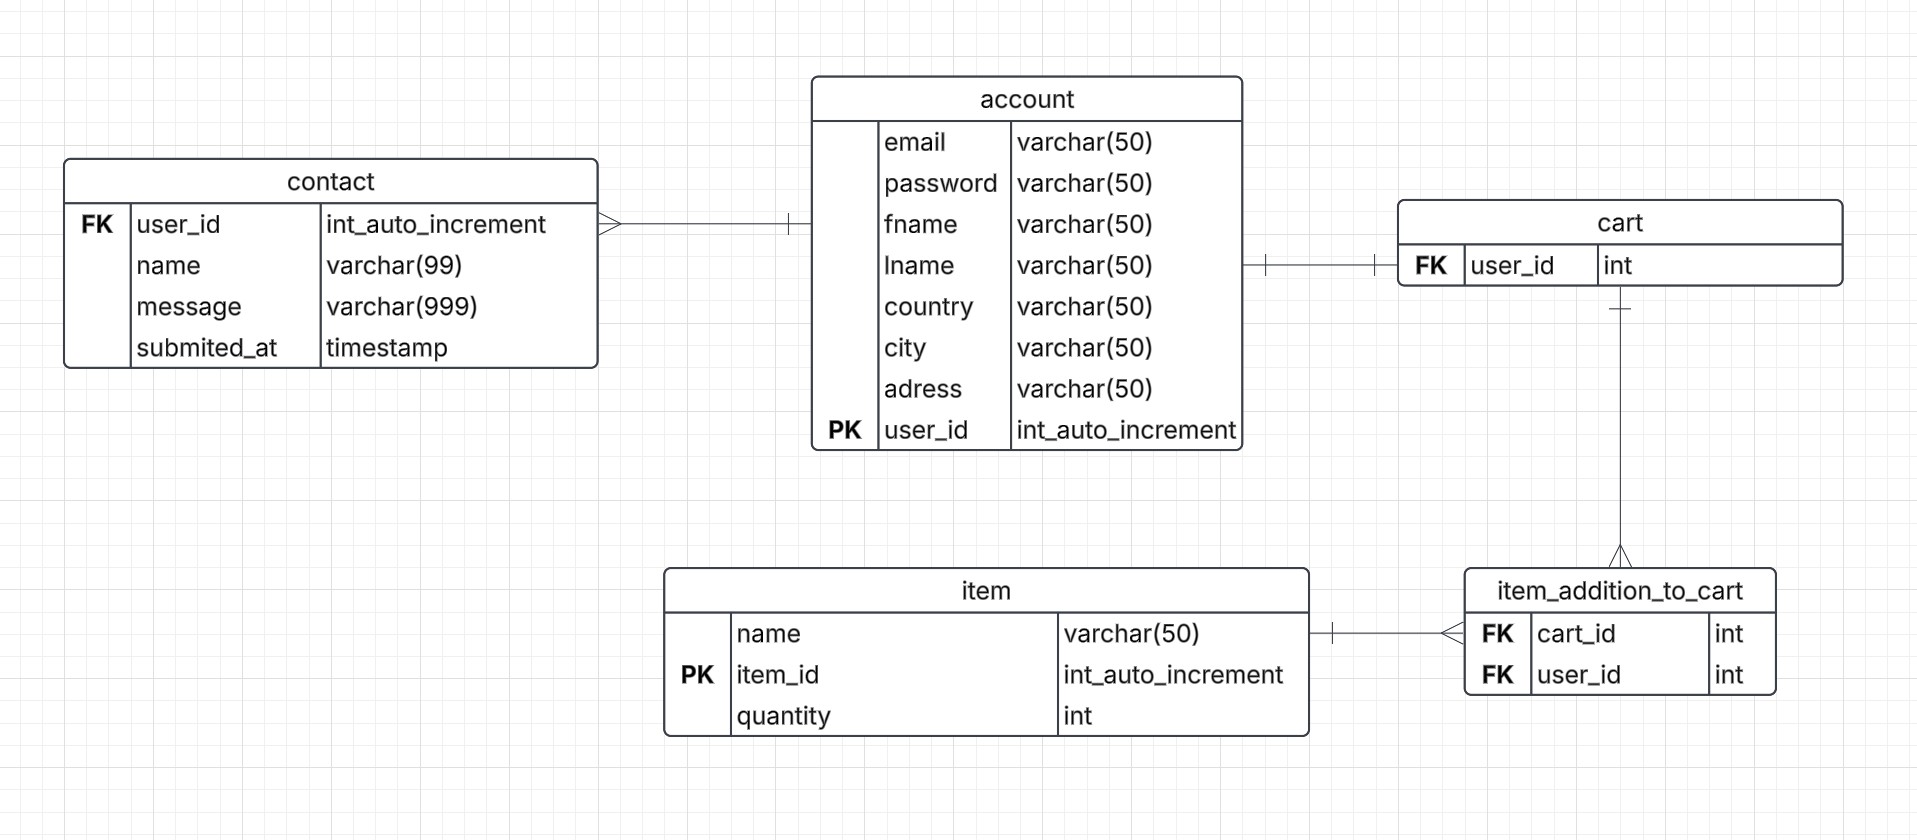 account
email varchar(50)
password varchar(50)
fname varchar(50)
lname varchar(50)
country varchar(50)
city varchar(50)
adress varchar(50)
PK user_id int_auto_increment
contact
FK user_id int_auto_increment
name varchar(99)
message varchar(999)
submited_at timestamp
cart
FK user_id int
item
name varchar(50)
PK item_id int_auto_increment
quantity int
item_addition_to_cart
FK cart_id int
FK user_id int